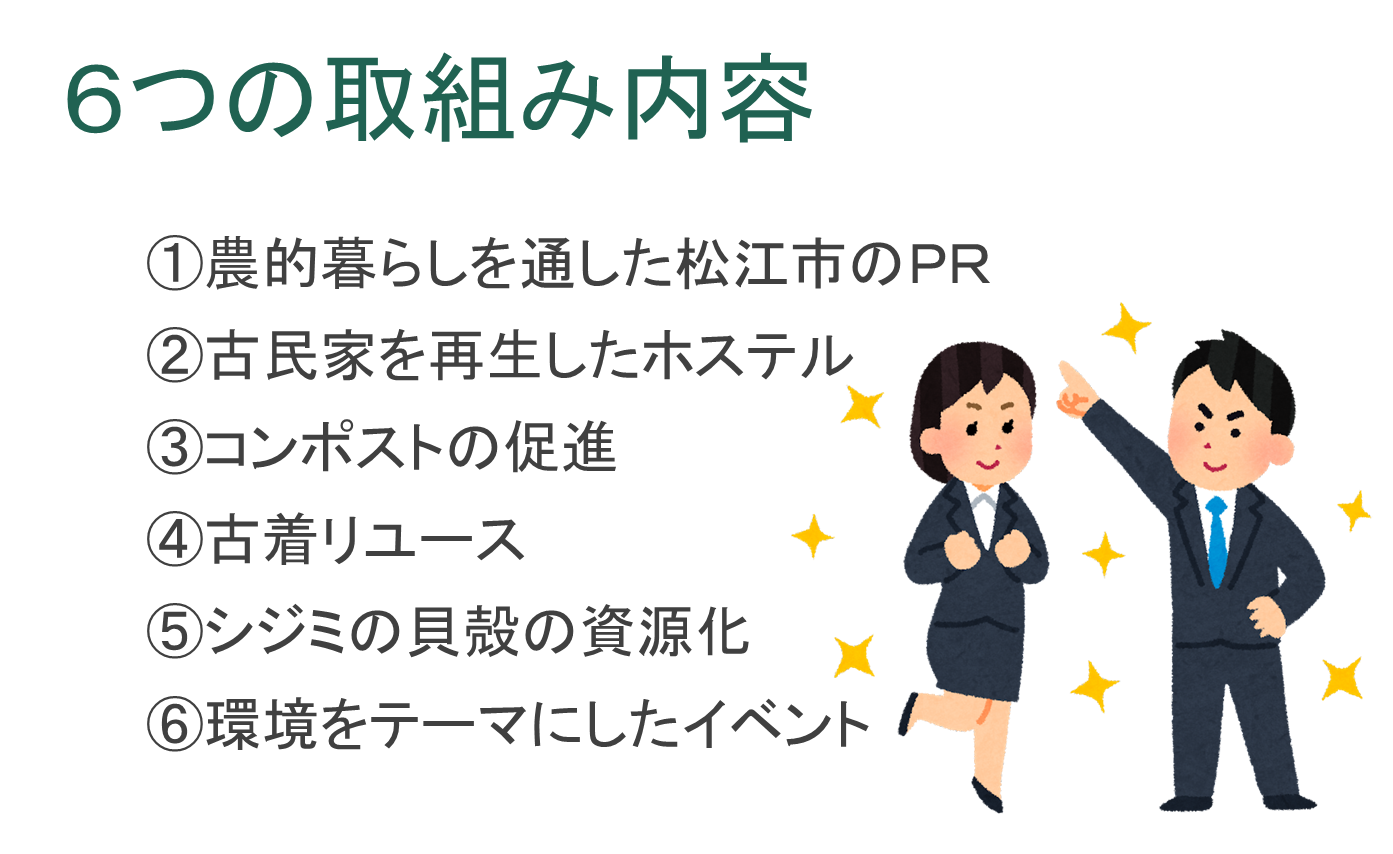 ６つの取組み内容
①農的暮らしを通した松江市のＰＲ
②古民家を再生したホステル
③コンポストの促進
④古着リユース
⑤シジミの貝殻の資源化
⑥環境をテーマにしたイベント